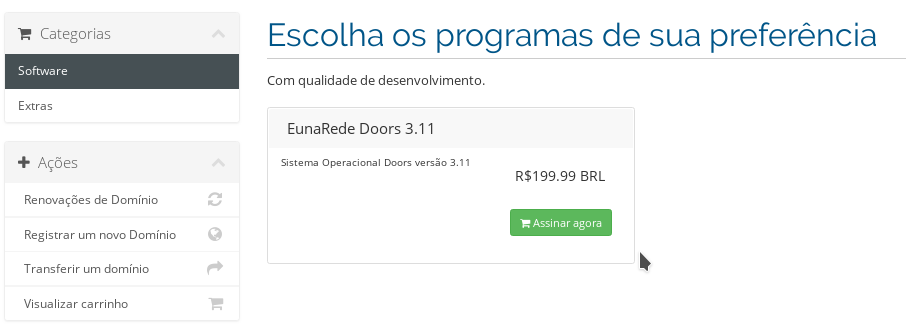 Categorias
Software
Extras
Ações
Renovações de Domínio
Registrar um novo Domínio
Transferir um domínio
Visualizar carrinho
Escolha os programas de sua preferência
Com qualidade de desenvolvimento.
EunaRede Doors 3.11
Sistema Operacional Doors versão 3.11
R$199.99 BRL
Assinar agora